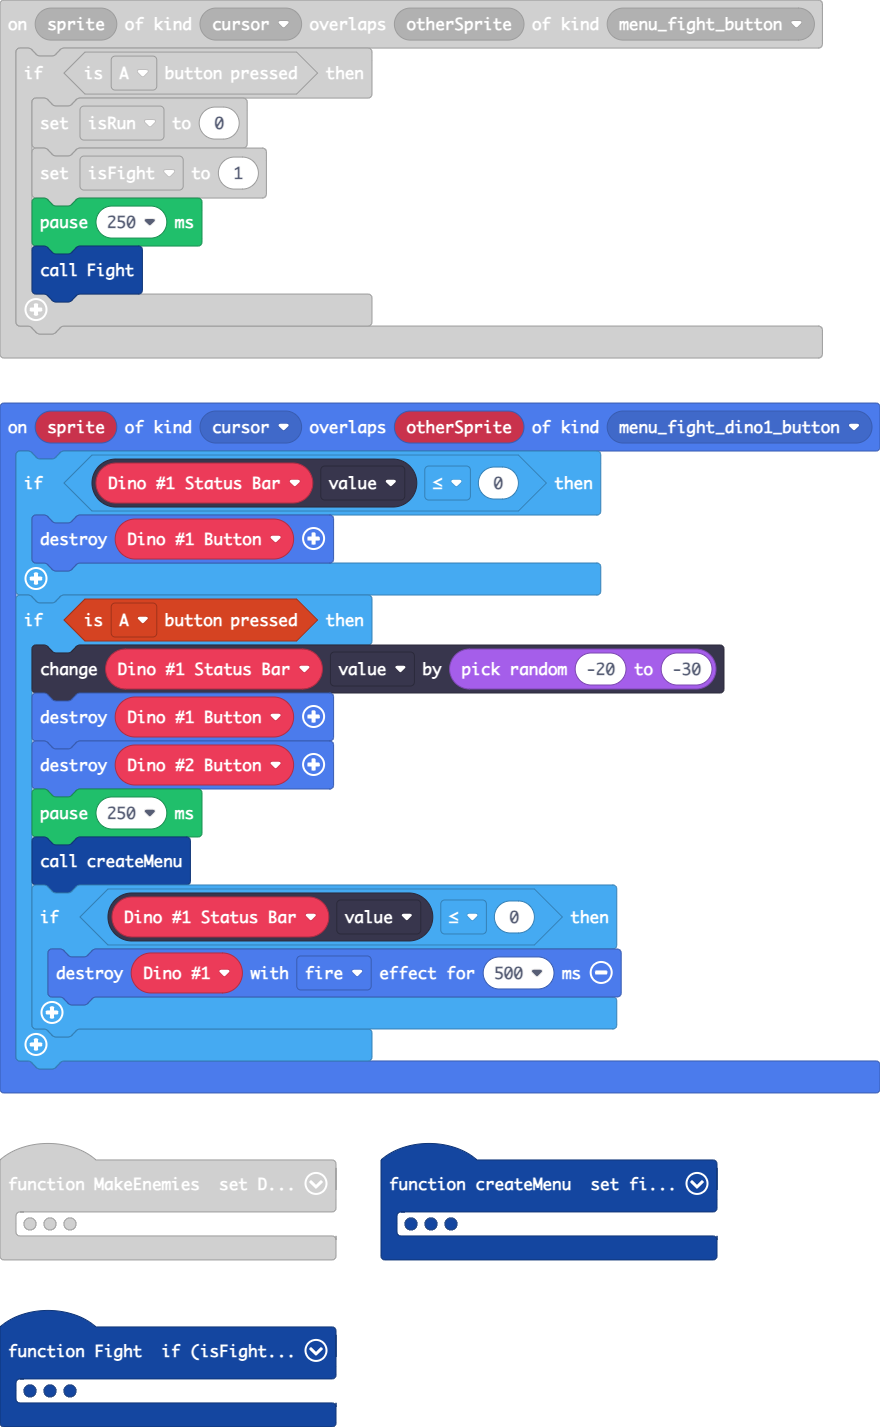 on sprite of kind cursor overlaps otherSprite of kind menu_fight_button
if is A button pressed then
set isRun to 0
set isFight to 1
pause 250 ms
call Fight
on sprite of kind cursor overlaps otherSprite of kind menu_fight_dino1_button
if Dino #1 Status Bar value ≤ 0 then
destroy Dino #1 Button
if is A button pressed then
change Dino #1 Status Bar value by pick random -20 to -30
destroy Dino #1 Button
destroy Dino #2 Button
pause 250 ms
call createMenu
if Dino #1 Status Bar value ≤ 0 then
destroy Dino #1 with fire effect for 500 ms
function MakeEnemies set D...
function createMenu set fi...
function Fight if (isFight...